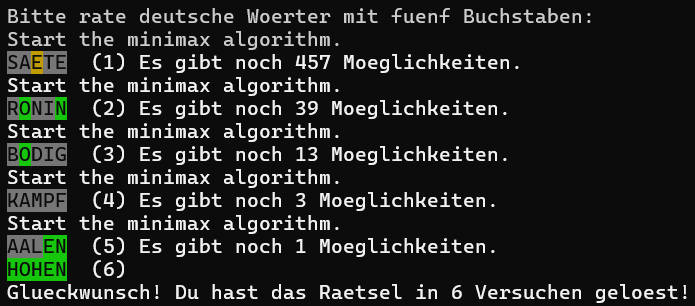 Bitte rate deutsche Woerter mit fuenf Buchstaben:
Start the minimax algorithm.
SAETE (1) Es gibt noch 457 Moeglichkeiten.
Start the minimax algorithm.
RONIN (2) Es gibt noch 39 Moeglichkeiten.
Start the minimax algorithm.
BODIG (3) Es gibt noch 13 Moeglichkeiten.
Start the minimax algorithm.
KAMPF (4) Es gibt noch 3 Moeglichkeiten.
Start the minimax algorithm.
AALEN (5) Es gibt noch 1 Moeglichkeiten.
HOHEN (6)
Glueckwunsch! Du hast das Raetsel in 6 Versuchen geloest!